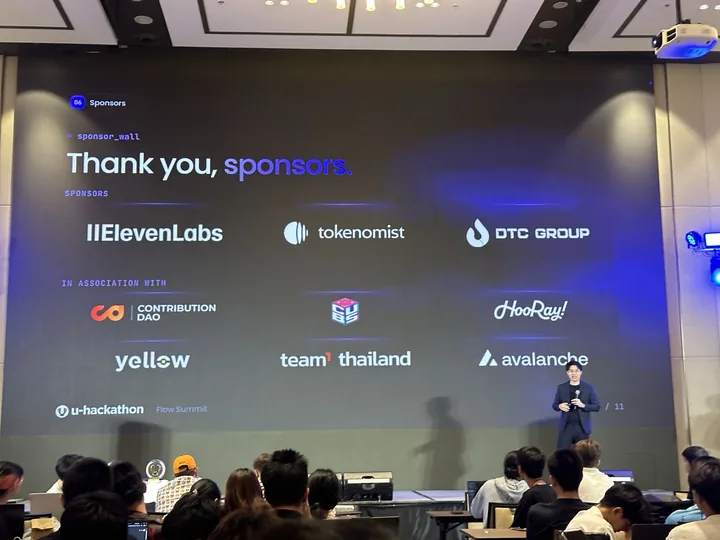 06 Sponsors
> sponsor_wall
Thank you, sponsors.
SPONSORS
IIElevenLabs
tokenomist
DTC GROUP
IN ASSOCIATION WITH
CONTRIBUTION
DAO
CUBS
HooRay!
yellow
team1 thailand
avalanche
u-hackathon
Flow Summit
/ 11